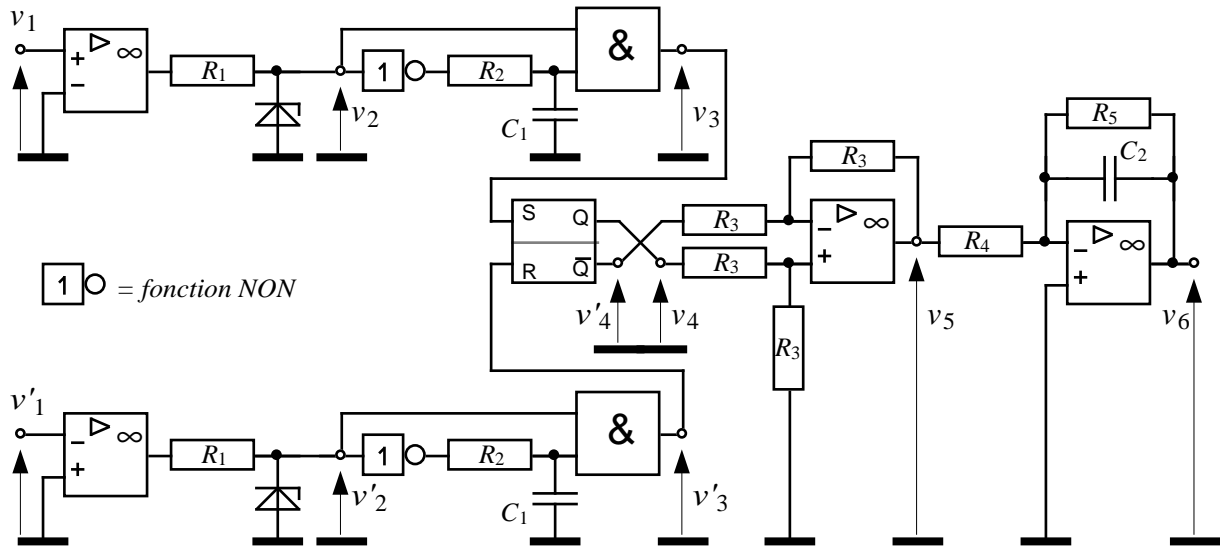 v1
+
−
▷ ∞
R1
v2
1
R2
C1
&
v3
S Q
R Q̅
v'4
v4
R3
R3
R3
R3
−
+
▷ ∞
v5
R4
R5
C2
−
+
▷ ∞
v6
1 = fonction NON
v'1
−
+
▷ ∞
R1
v'2
1
R2
C1
&
v'3